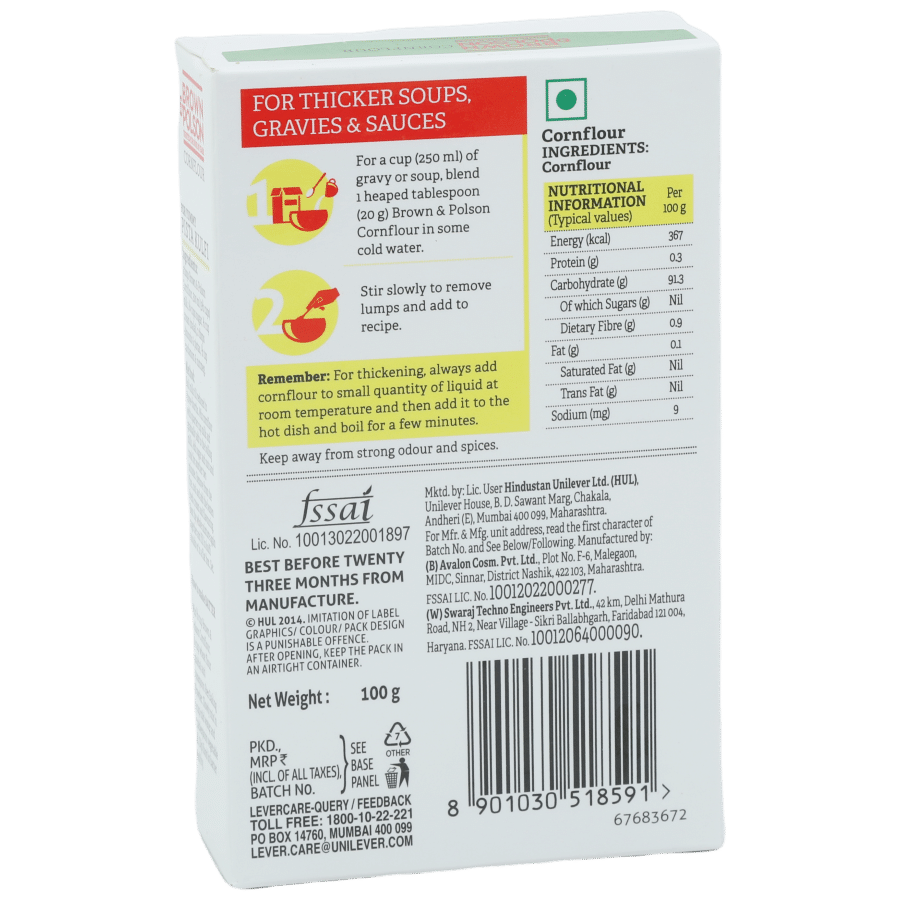 BROWN
&POLSON
CORNFLOUR
FOR THICKER SOUPS,
GRAVIES & SAUCES
1
For a cup (250 ml) of
gravy or soup, blend
1 heaped tablespoon
(20 g) Brown & Polson
Cornflour in some
cold water.
2
Stir slowly to remove
lumps and add to
recipe.
Remember: For thickening, always add
cornflour to small quantity of liquid at
room temperature and then add it to the
hot dish and boil for a few minutes.
Keep away from strong odour and spices.
Cornflour
INGREDIENTS:
Cornflour
NUTRITIONAL
INFORMATION
(Typical values)
Per
100 g
Energy (kcal) 367
Protein (g) 0.3
Carbohydrate (g) 91.3
Of which Sugars (g) Nil
Dietary Fibre (g) 0.9
Fat (g) 0.1
Saturated Fat (g) Nil
Trans Fat (g) Nil
Sodium (mg) 9
fssai
Lic. No. 10013022001897
BEST BEFORE TWENTY
THREE MONTHS FROM
MANUFACTURE.
© HUL 2014. IMITATION OF LABEL
GRAPHICS/ COLOUR/ PACK DESIGN
IS A PUNISHABLE OFFENCE.
AFTER OPENING, KEEP THE PACK IN
AN AIRTIGHT CONTAINER.
Net Weight : 100 g
PKD.,
MRP ₹
(INCL. OF ALL TAXES),
BATCH No.
SEE
BASE
PANEL
7
OTHER
LEVERCARE-QUERY / FEEDBACK
TOLL FREE: 1800-10-22-221
PO BOX 14760, MUMBAI 400 099
LEVER.CARE@UNILEVER.COM
Mktd. by: Lic. User Hindustan Unilever Ltd. (HUL),
Unilever House, B. D. Sawant Marg, Chakala,
Andheri (E), Mumbai 400 099, Maharashtra.
For Mfr. & Mfg. unit address, read the first character of
Batch No. and See Below/Following. Manufactured by:
(B) Avalon Cosm. Pvt. Ltd., Plot No. F-6, Malegaon,
MIDC, Sinnar, District Nashik, 422 103, Maharashtra.
FSSAI LIC. No. 10012022000277.
(W) Swaraj Techno Engineers Pvt. Ltd., 42 km, Delhi Mathura
Road, NH 2, Near Village - Sikri Ballabhgarh, Faridabad 121 004,
Haryana. FSSAI LIC. No. 10012064000090.
8 901030 518591 >
67683672